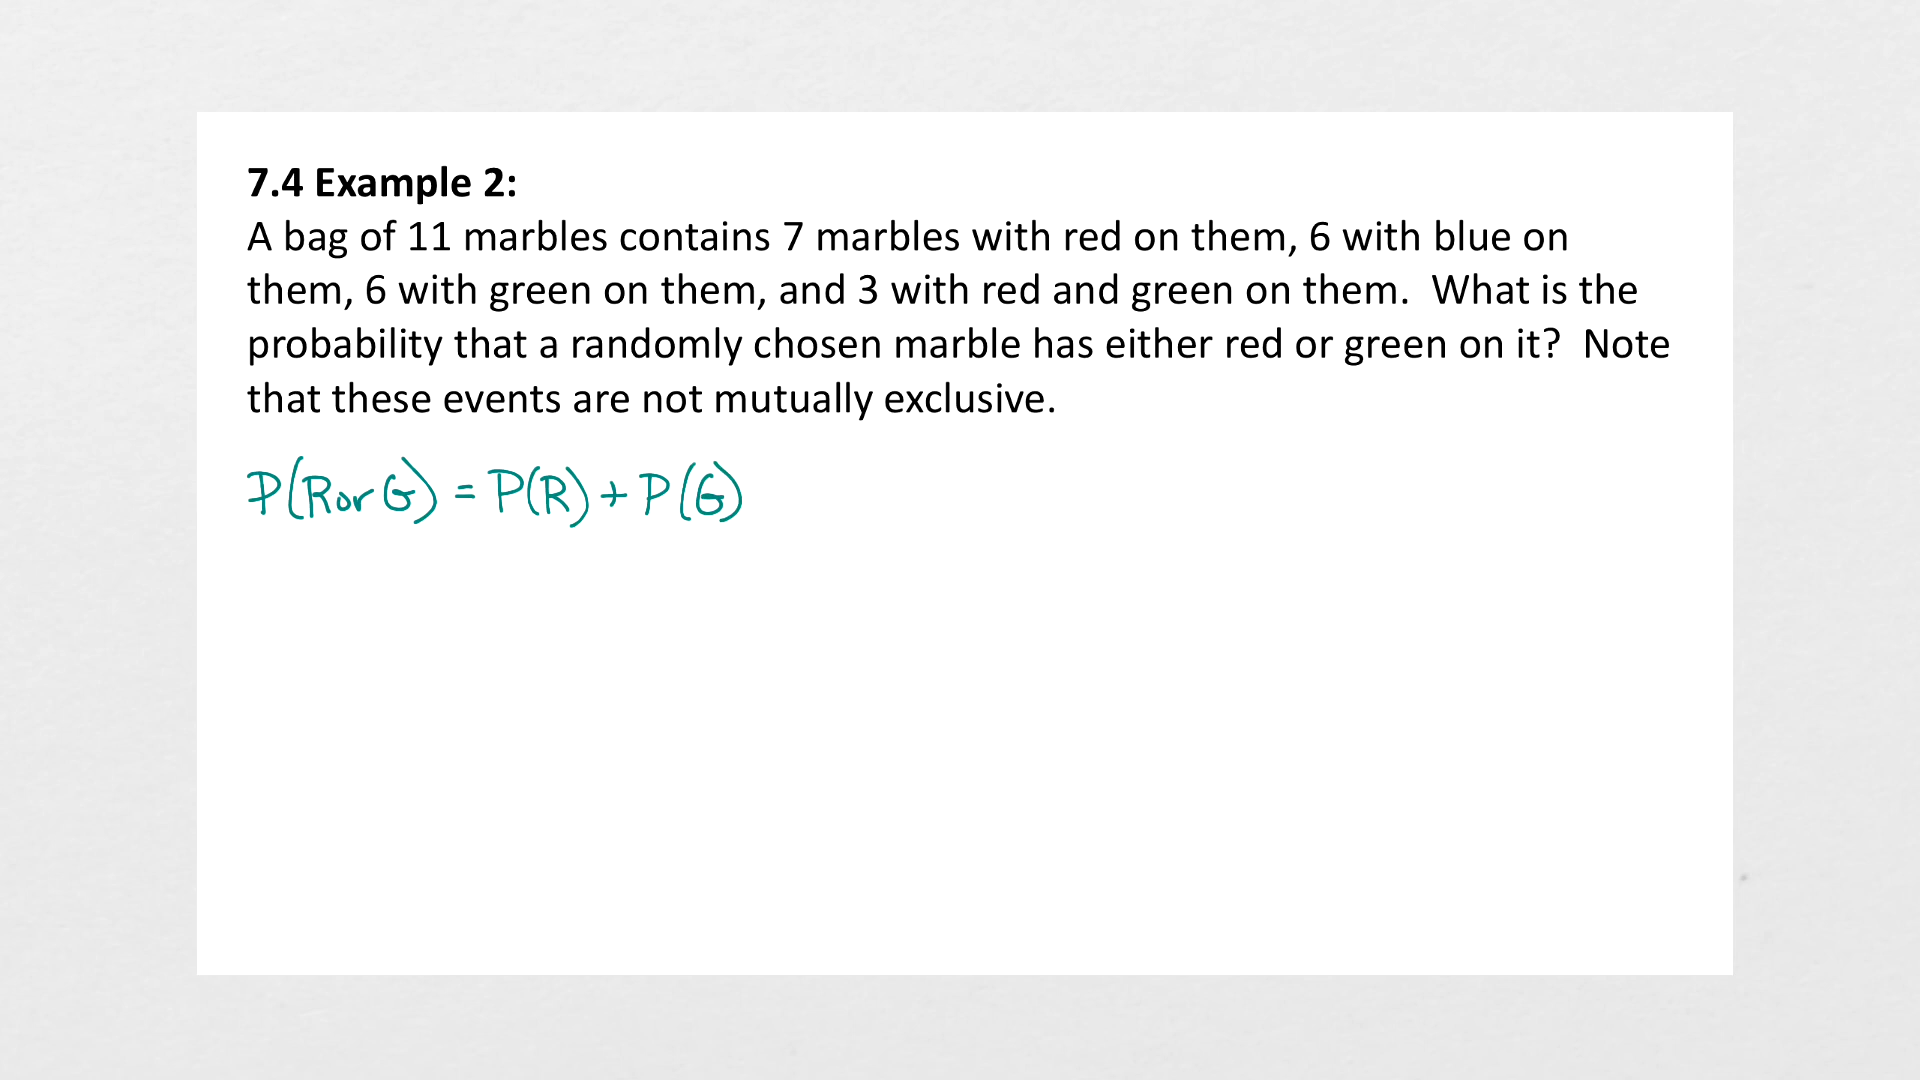 7.4 Example 2:
A bag of 11 marbles contains 7 marbles with red on them, 6 with blue on
them, 6 with green on them, and 3 with red and green on them.  What is the
probability that a randomly chosen marble has either red or green on it?  Note
that these events are not mutually exclusive.
P(R or G) = P(R) + P(G)